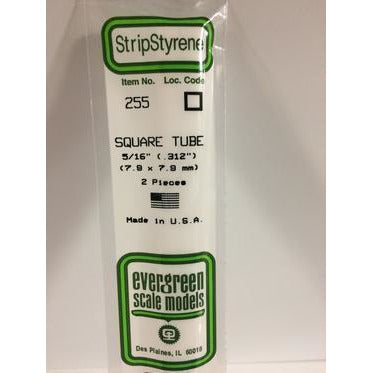 StripStyrene
Item No. Loc. Code
255
SQUARE TUBE
5/16" (.312")
(7.9 x 7.9 mm)
2 Pieces
Made in U.S.A.
evergreen
scale models
Des Plaines, IL 60018